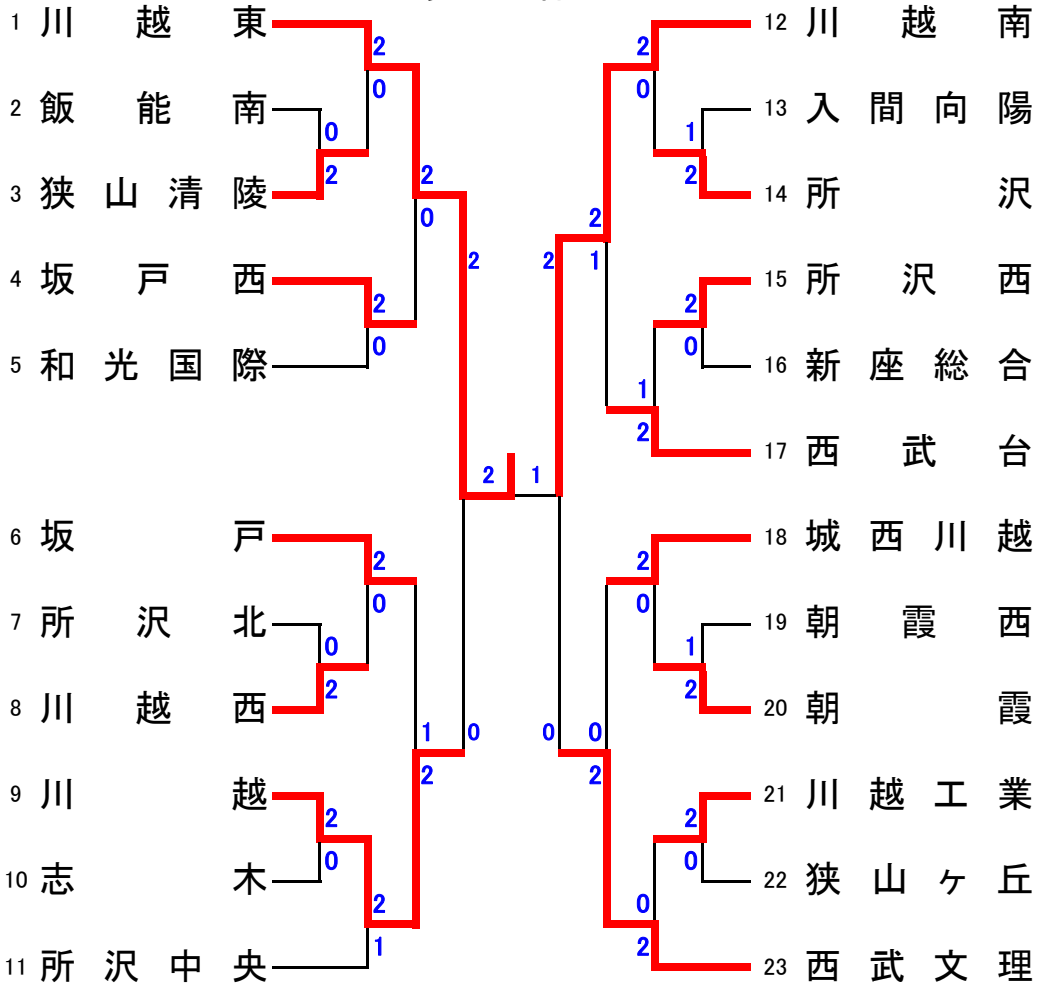 1 川越東
2 飯能南
3 狭山清陵
4 坂戸西
5 和光国際
6 坂戸
7 所沢北
8 川越西
9 川越
10 志木
11 所沢中央
2
0
0
2
2
0
2
0
2
2
0
0
2
1
2
0
2
0
2
1
2 1
2
0
2
0
2
0
1
2
2
1
2
0
1
2
2
0
1
2
0
2
2
0
0
2
12 川越南
13 入間向陽
14 所沢
15 所沢西
16 新座総合
17 西武台
18 城西川越
19 朝霞西
20 朝霞
21 川越工業
22 狭山ヶ丘
23 西武文理